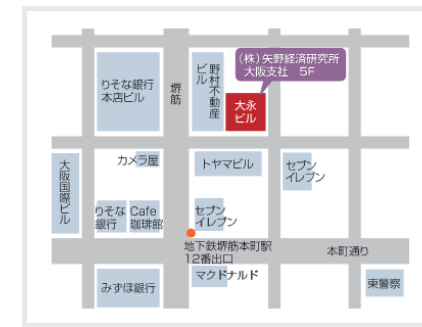 (株)矢野経済研究所
大阪支社 5F
りそな銀行
本店ビル
堺筋
野村不動産
ビル
大永
ビル
大阪国際ビル
カメラ屋
トヤマビル
セブン
イレブン
りそな
銀行
Cafe
珈琲館
セブン
イレブン
地下鉄堺筋本町駅
12番出口
本町通り
みずほ銀行
マクドナルド
東警察